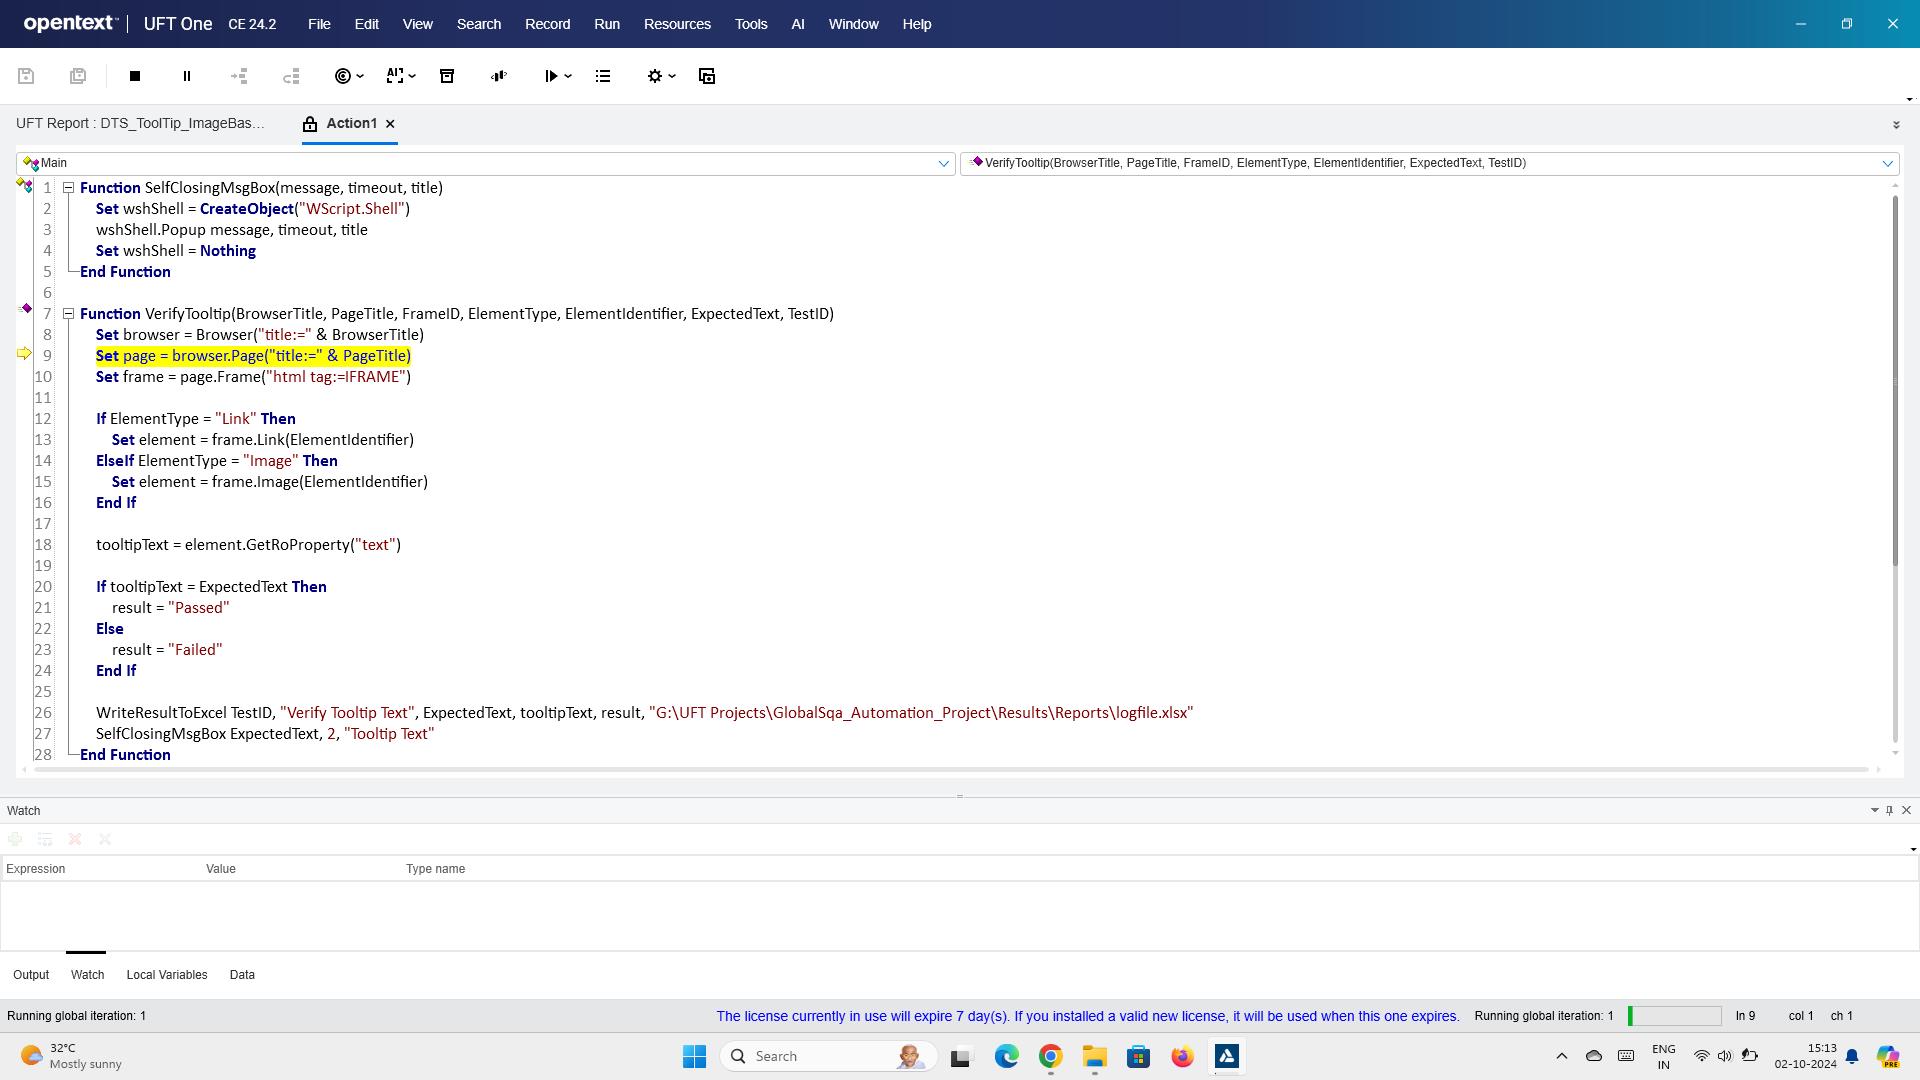 opentext™ | UFT One CE 24.2 File Edit View Search Record Run Resources Tools AI Window Help
UFT Report : DTS_ToolTip_ImageBas... Action1
Main VerifyTooltip(BrowserTitle, PageTitle, FrameID, ElementType, ElementIdentifier, ExpectedText, TestID)
1 Function SelfClosingMsgBox(message, timeout, title)
2 Set wshShell = CreateObject("WScript.Shell")
3 wshShell.Popup message, timeout, title
4 Set wshShell = Nothing
5 End Function
6
7 Function VerifyTooltip(BrowserTitle, PageTitle, FrameID, ElementType, ElementIdentifier, ExpectedText, TestID)
8 Set browser = Browser("title:=" & BrowserTitle)
9 Set page = browser.Page("title:=" & PageTitle)
10 Set frame = page.Frame("html tag:=IFRAME")
11
12 If ElementType = "Link" Then
13 Set element = frame.Link(ElementIdentifier)
14 ElseIf ElementType = "Image" Then
15 Set element = frame.Image(ElementIdentifier)
16 End If
17
18 tooltipText = element.GetRoProperty("text")
19
20 If tooltipText = ExpectedText Then
21 result = "Passed"
22 Else
23 result = "Failed"
24 End If
25
26 WriteResultToExcel TestID, "Verify Tooltip Text", ExpectedText, tooltipText, result, "G:\UFT Projects\GlobalSqa_Automation_Project\Results\Reports\logfile.xlsx"
27 SelfClosingMsgBox ExpectedText, 2, "Tooltip Text"
28 End Function
Watch
Expression Value Type name
Output Watch Local Variables Data
Running global iteration: 1 The license currently in use will expire 7 day(s). If you installed a valid new license, it will be used when this one expires. Running global iteration: 1 ln 9 col 1 ch 1
32°C
Mostly sunny
Search
ENG
IN
15:13
02-10-2024
PRE